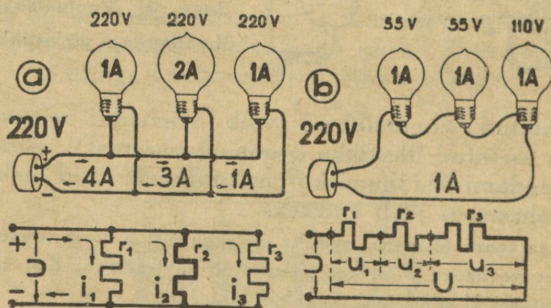 220V 220V 220V 55V 55V 110V
a 1A 2A 1A b 1A 1A 1A
220V 220V
+
4A 3A 1A 1A
-
r₁ r₂ r₃
+ r₁ r₂ r₃
U U
u₁ u₂ u₃
- i₁ i₂ i₃ U